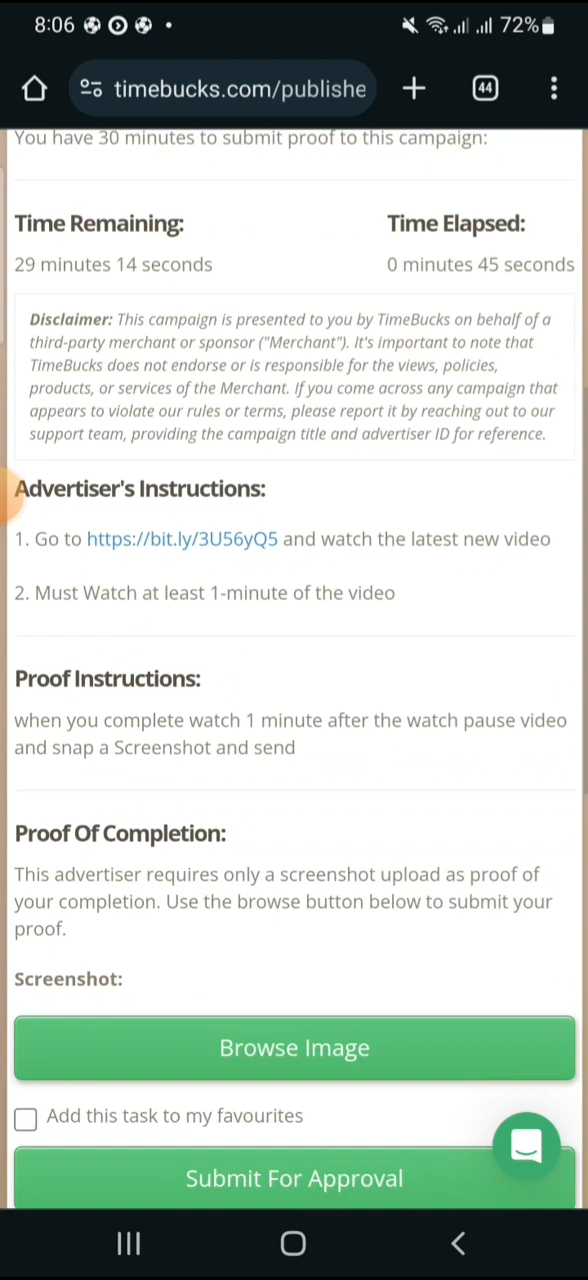 8:06
72%
timebucks.com/publishe
44
You have 30 minutes to submit proof to this campaign:
Time Remaining: Time Elapsed:
29 minutes 14 seconds 0 minutes 45 seconds
Disclaimer: This campaign is presented to you by TimeBucks on behalf of a
third-party merchant or sponsor ("Merchant"). It's important to note that
TimeBucks does not endorse or is responsible for the views, policies,
products, or services of the Merchant. If you come across any campaign that
appears to violate our rules or terms, please report it by reaching out to our
support team, providing the campaign title and advertiser ID for reference.
Advertiser's Instructions:
1. Go to https://bit.ly/3U56yQ5 and watch the latest new video
2. Must Watch at least 1-minute of the video
Proof Instructions:
when you complete watch 1 minute after the watch pause video
and snap a Screenshot and send
Proof Of Completion:
This advertiser requires only a screenshot upload as proof of
your completion. Use the browse button below to submit your
proof.
Screenshot:
Browse Image
Add this task to my favourites
Submit For Approval